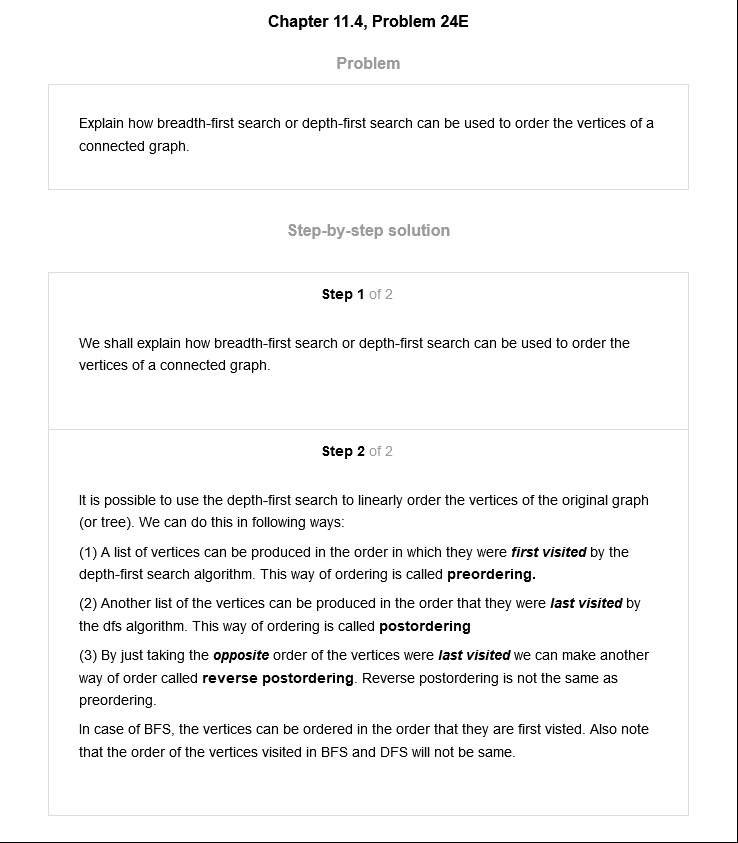 Chapter 11.4, Problem 24E
Problem
Explain how breadth-first search or depth-first search can be used to order the vertices of a
connected graph.
Step-by-step solution
Step 1 of 2
We shall explain how breadth-first search or depth-first search can be used to order the
vertices of a connected graph.
Step 2 of 2
It is possible to use the depth-first search to linearly order the vertices of the original graph
(or tree). We can do this in following ways:
(1) A list of vertices can be produced in the order in which they were first visited by the
depth-first search algorithm. This way of ordering is called preordering.
(2) Another list of the vertices can be produced in the order that they were last visited by
the dfs algorithm. This way of ordering is called postordering
(3) By just taking the opposite order of the vertices were last visited we can make another
way of order called reverse postordering. Reverse postordering is not the same as
preordering.
In case of BFS, the vertices can be ordered in the order that they are first visted. Also note
that the order of the vertices visited in BFS and DFS will not be same.